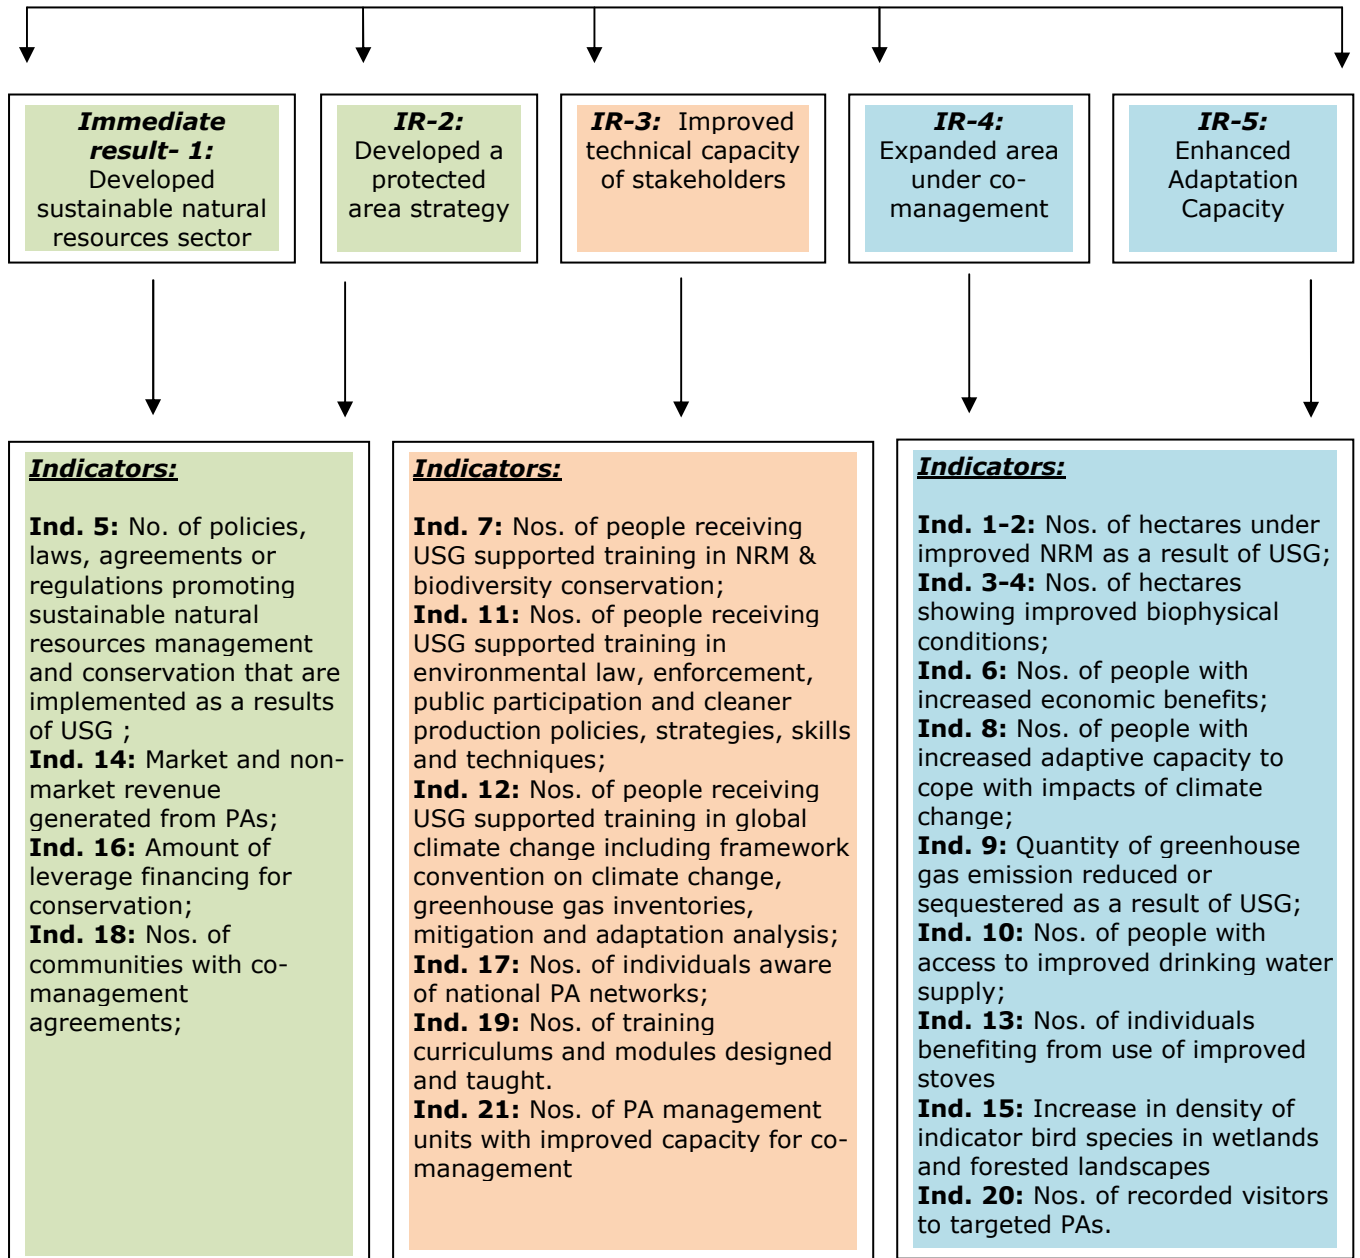 Immediate
result- 1:
Developed
sustainable natural
resources sector
IR-2:
Developed a
protected
area strategy
IR-3: Improved
technical capacity
of stakeholders
IR-4:
Expanded area
under co-
management
IR-5:
Enhanced
Adaptation
Capacity
Indicators:
Ind. 5: No. of policies,
laws, agreements or
regulations promoting
sustainable natural
resources management
and conservation that are
implemented as a results
of USG ;
Ind. 14: Market and non-
market revenue
generated from PAs;
Ind. 16: Amount of
leverage financing for
conservation;
Ind. 18: Nos. of
communities with co-
management
agreements;
Indicators:
Ind. 7: Nos. of people receiving
USG supported training in NRM &
biodiversity conservation;
Ind. 11: Nos. of people receiving
USG supported training in
environmental law, enforcement,
public participation and cleaner
production policies, strategies, skills
and techniques;
Ind. 12: Nos. of people receiving
USG supported training in global
climate change including framework
convention on climate change,
greenhouse gas inventories,
mitigation and adaptation analysis;
Ind. 17: Nos. of individuals aware
of national PA networks;
Ind. 19: Nos. of training
curriculums and modules designed
and taught.
Ind. 21: Nos. of PA management
units with improved capacity for co-
management
Indicators:
Ind. 1-2: Nos. of hectares under
improved NRM as a result of USG;
Ind. 3-4: Nos. of hectares
showing improved biophysical
conditions;
Ind. 6: Nos. of people with
increased economic benefits;
Ind. 8: Nos. of people with
increased adaptive capacity to
cope with impacts of climate
change;
Ind. 9: Quantity of greenhouse
gas emission reduced or
sequestered as a result of USG;
Ind. 10: Nos. of people with
access to improved drinking water
supply;
Ind. 13: Nos. of individuals
benefiting from use of improved
stoves
Ind. 15: Increase in density of
indicator bird species in wetlands
and forested landscapes
Ind. 20: Nos. of recorded visitors
to targeted PAs.